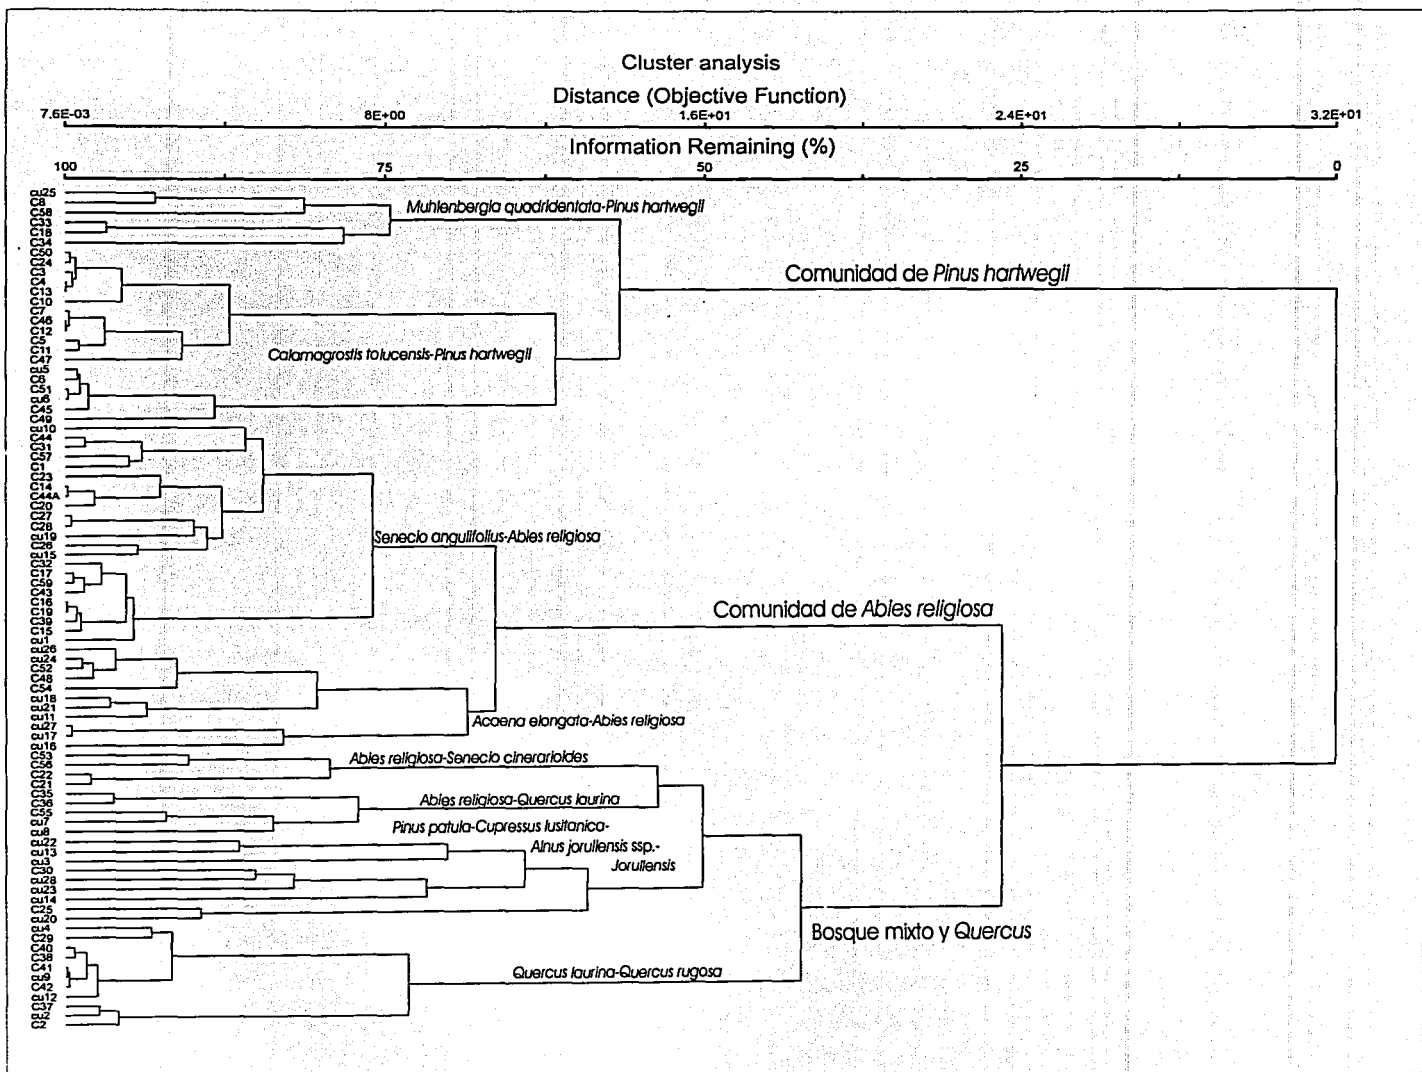 Cluster analysis
Distance (Objective Function)
7.6E-03 8E+00 1.6E+01 2.4E+01 3.2E+01
Information Remaining (%)
100 75 50 25 0
cu25
C8
C58
C33
C18
C34
C50
C24
C3
C4
C13
C10
C7
C46
C12
C5
C11
C47
cu5
C6
C51
cu6
C45
C49
cu10
C44
C31
C57
C1
C23
C14
C44A
C20
C27
C28
cu19
C26
cu15
C32
C17
C59
C43
C16
C19
C39
C15
cu1
cu26
cu24
C52
C48
C54
cu18
cu21
cu11
cu27
cu17
cu16
C53
C56
C22
C21
C35
C36
C55
cu7
cu8
cu22
cu13
cu3
C30
cu28
cu23
cu14
C25
cu20
cu4
C29
C40
C38
C41
cu9
C42
cu12
C37
cu2
C2
Muhlenbergia quadridentata-Pinus hartwegii
Comunidad de Pinus hartwegii
Calamagrostis tolucensis-Pinus hartwegii
Senecio angulifolius-Abies religiosa
Comunidad de Abies religiosa
Acaena elongata-Abies religiosa
Abies religiosa-Senecio cinerarioides
Abies religiosa-Quercus laurina
Pinus patula-Cupressus lusitanica-
Alnus jorullensis ssp.-
Jorullensis
Bosque mixto y Quercus
Quercus laurina-Quercus rugosa